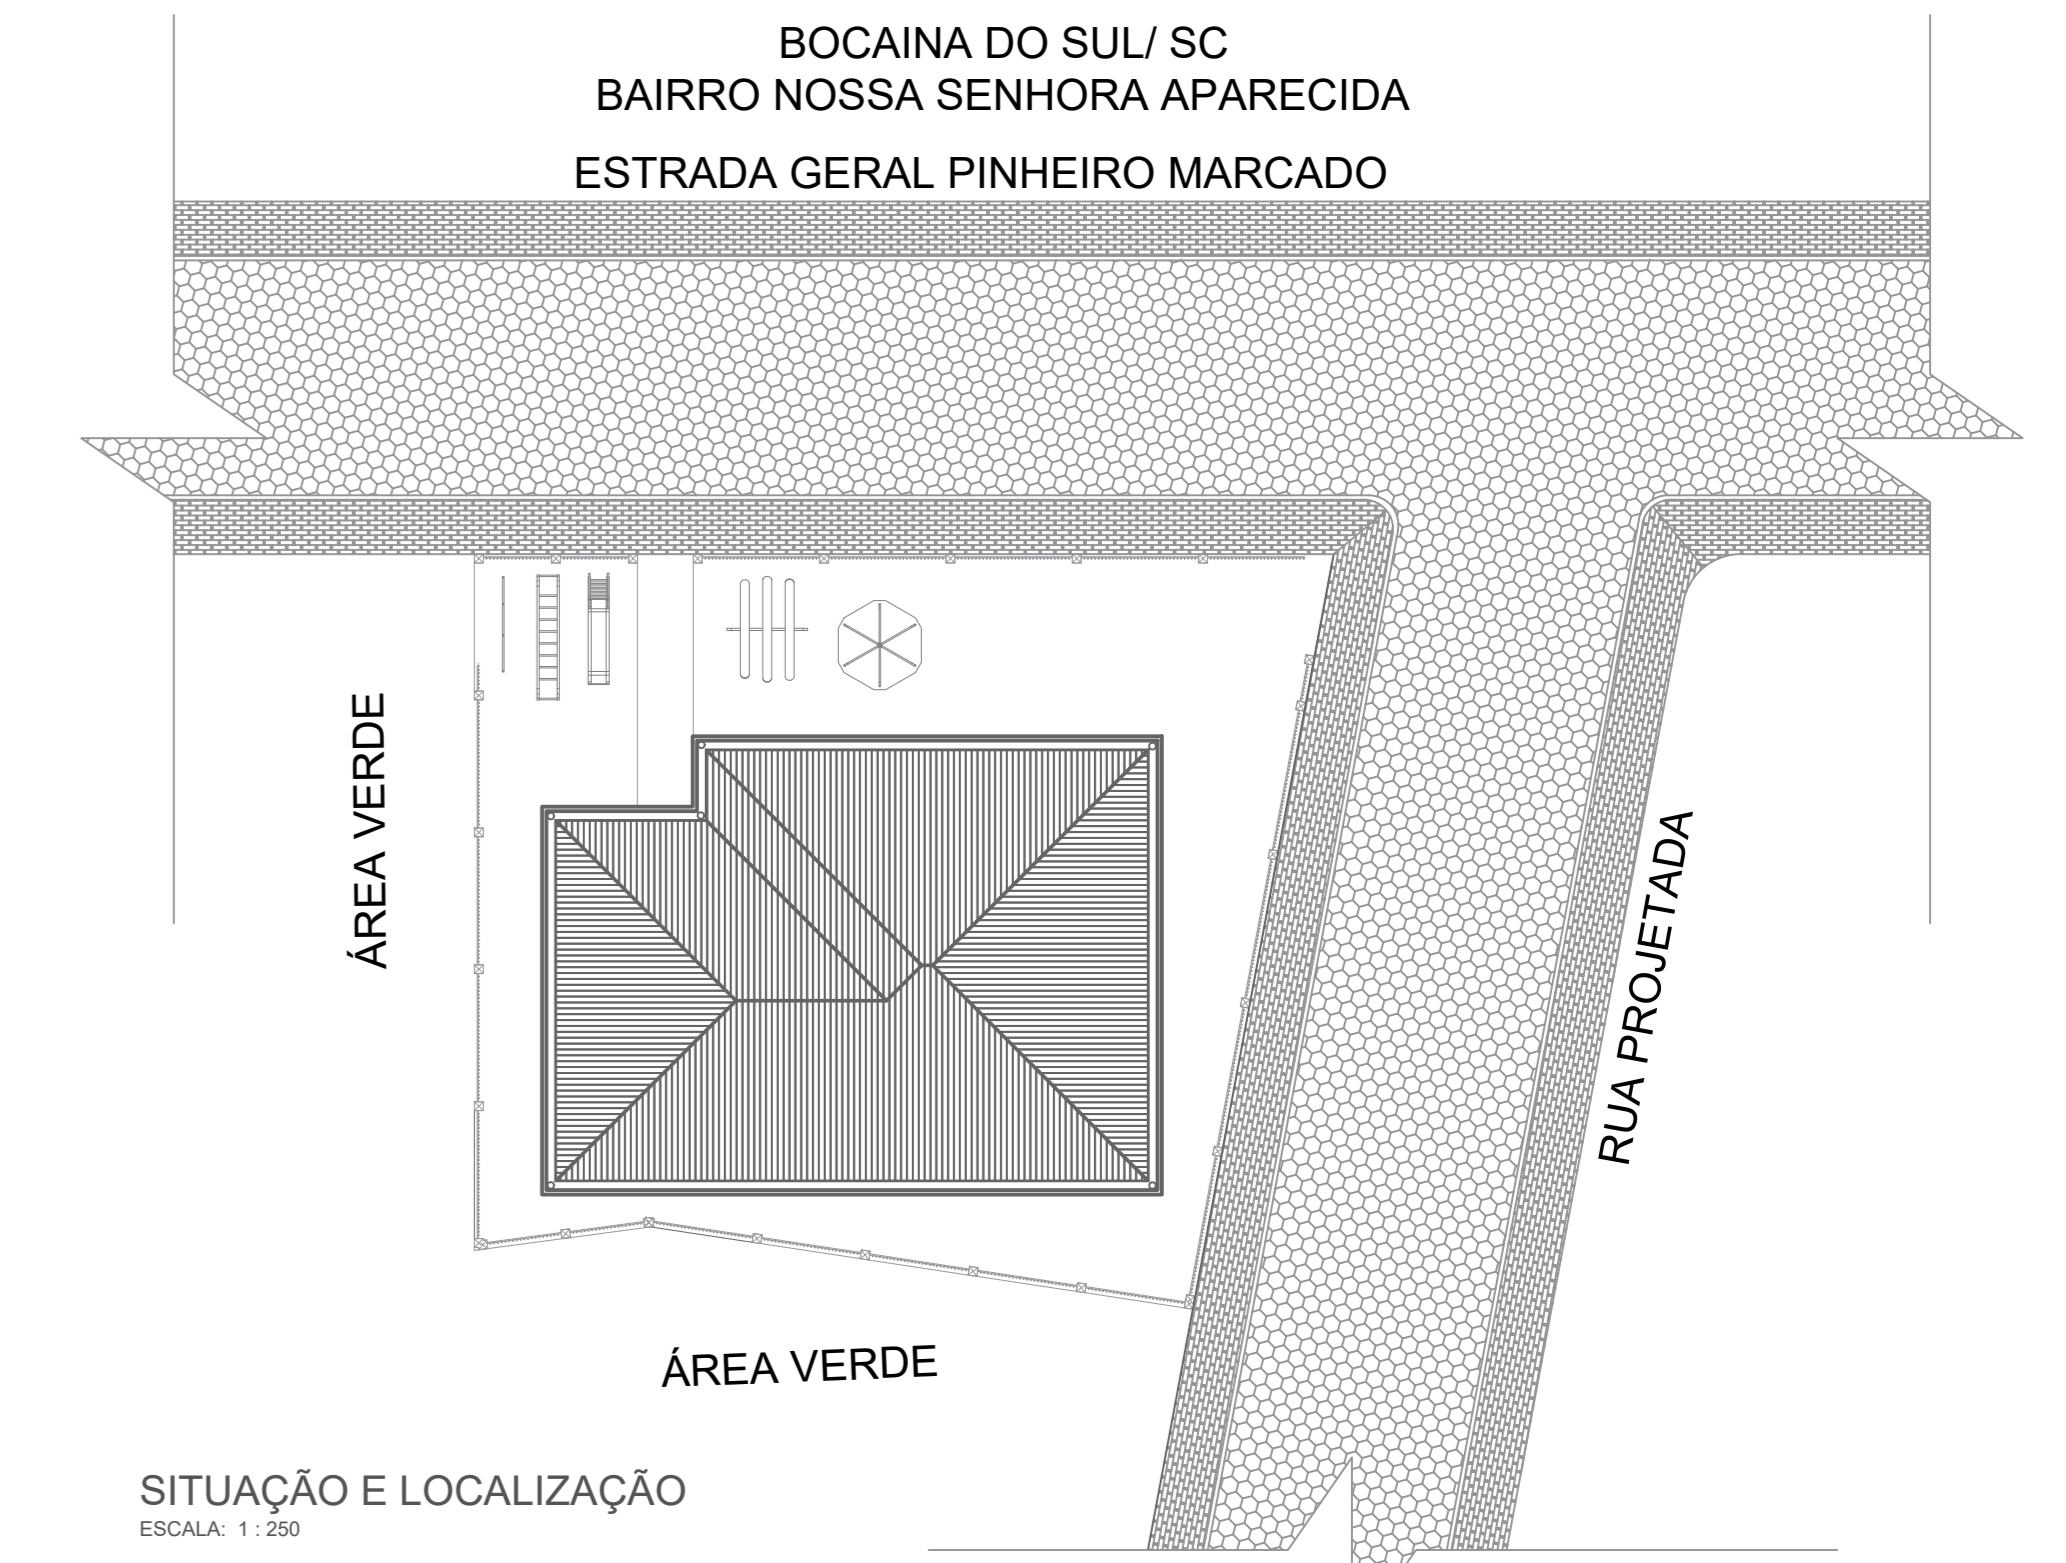 BOCAINA DO SUL/ SC
BAIRRO NOSSA SENHORA APARECIDA
ESTRADA GERAL PINHEIRO MARCADO
ÁREA VERDE
RUA PROJETADA
ÁREA VERDE
SITUAÇÃO E LOCALIZAÇÃO
ESCALA: 1 : 250